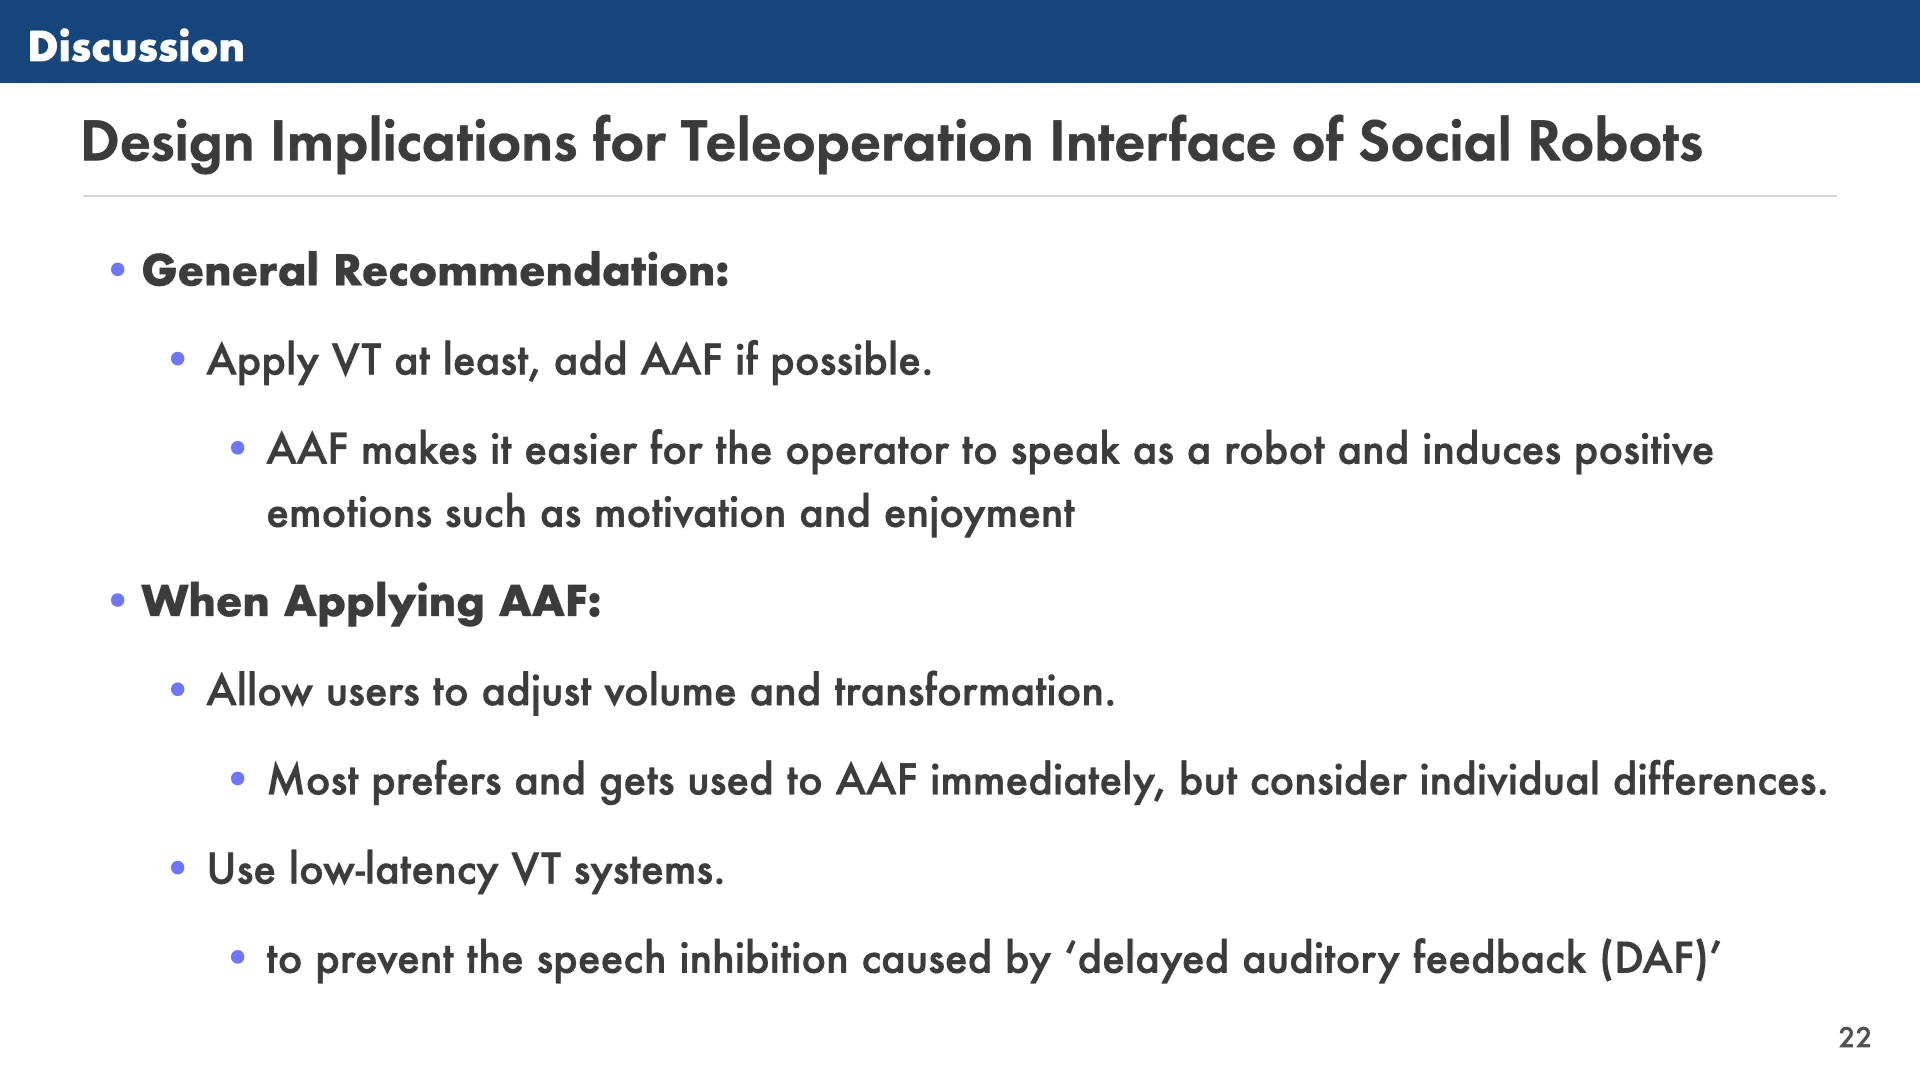 Discussion
Design Implications for Teleoperation Interface of Social Robots
• General Recommendation:
• Apply VT at least, add AAF if possible.
• AAF makes it easier for the operator to speak as a robot and induces positive
emotions such as motivation and enjoyment
• When Applying AAF:
• Allow users to adjust volume and transformation.
• Most prefers and gets used to AAF immediately, but consider individual differences.
• Use low-latency VT systems.
• to prevent the speech inhibition caused by ‘delayed auditory feedback (DAF)’
22